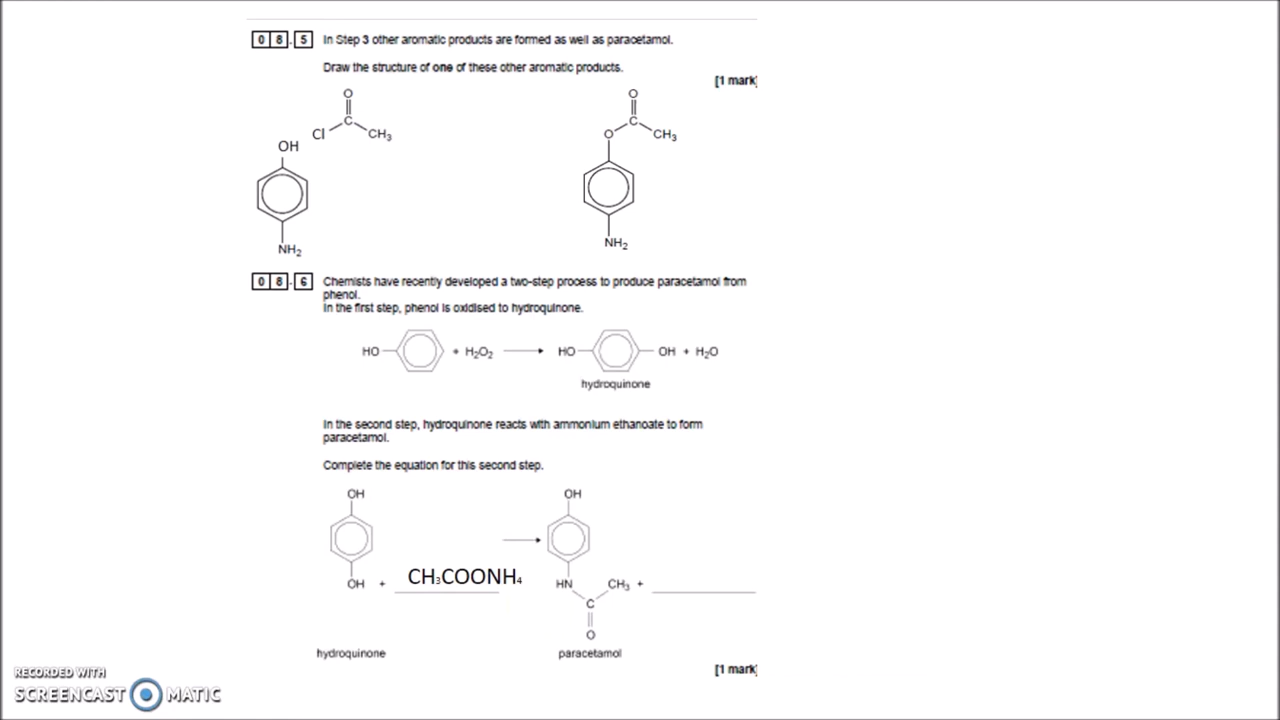 08.5 In Step 3 other aromatic products are formed as well as paracetamol.
Draw the structure of one of these other aromatic products.
[1 mark]
O
C
Cl CH₃
OH
NH₂
O
C
O CH₃
NH₂
08.6 Chemists have recently developed a two-step process to produce paracetamol from
phenol.
In the first step, phenol is oxidised to hydroquinone.
HO + H₂O₂ HO OH + H₂O
hydroquinone
In the second step, hydroquinone reacts with ammonium ethanoate to form
paracetamol.
Complete the equation for this second step.
OH OH
OH + CH₃COONH₄ HN CH₃ +
C
O
hydroquinone paracetamol
[1 mark]
RECORDED WITH
SCREENCAST MATIC